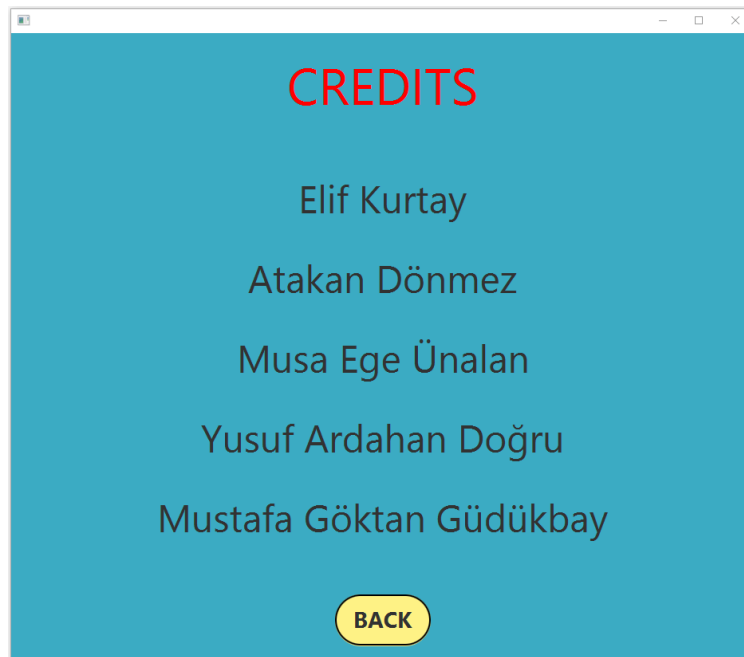 CREDITS
Elif Kurtay
Atakan Dönmez
Musa Ege Ünalan
Yusuf Ardahan Doğru
Mustafa Göktan Güdükbay
BACK